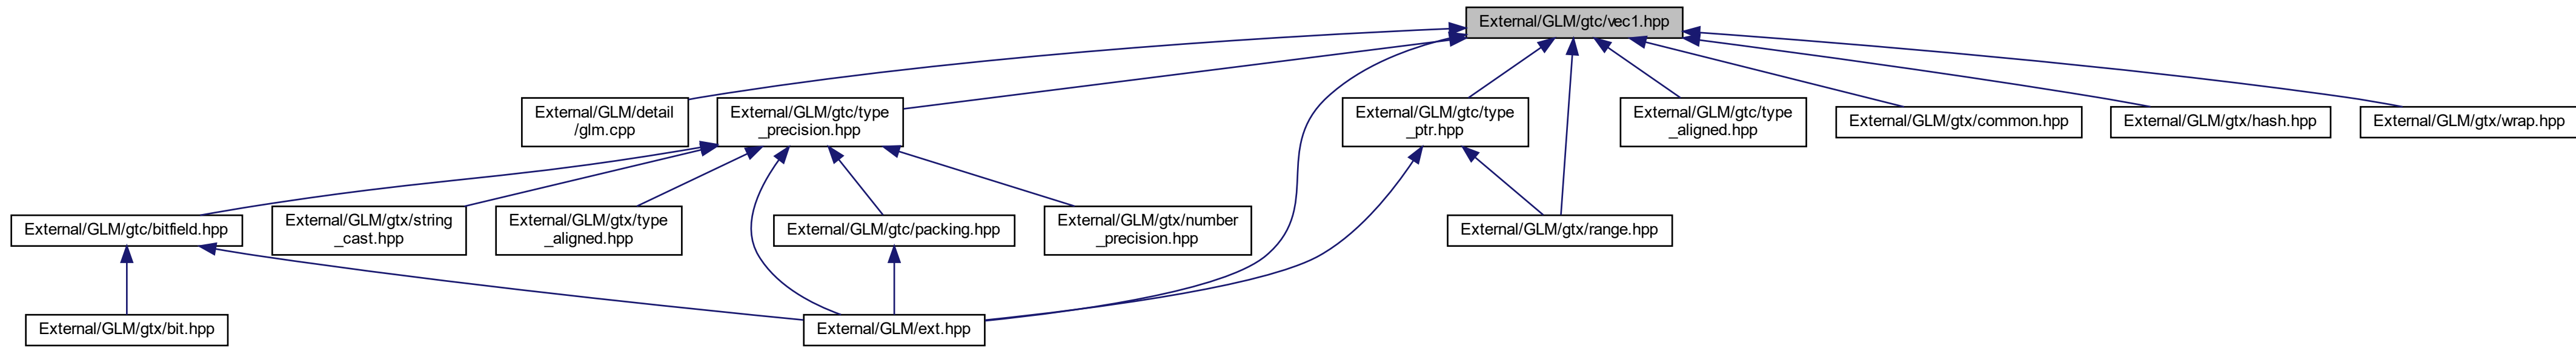 External/GLM/gtc/vec1.hpp
External/GLM/detail
/glm.cpp
External/GLM/gtc/type
_precision.hpp
External/GLM/gtc/type
_ptr.hpp
External/GLM/gtc/type
_aligned.hpp
External/GLM/gtx/common.hpp
External/GLM/gtx/hash.hpp
External/GLM/gtx/wrap.hpp
External/GLM/gtc/bitfield.hpp
External/GLM/gtx/string
_cast.hpp
External/GLM/gtx/type
_aligned.hpp
External/GLM/gtc/packing.hpp
External/GLM/gtx/number
_precision.hpp
External/GLM/gtx/range.hpp
External/GLM/gtx/bit.hpp
External/GLM/ext.hpp